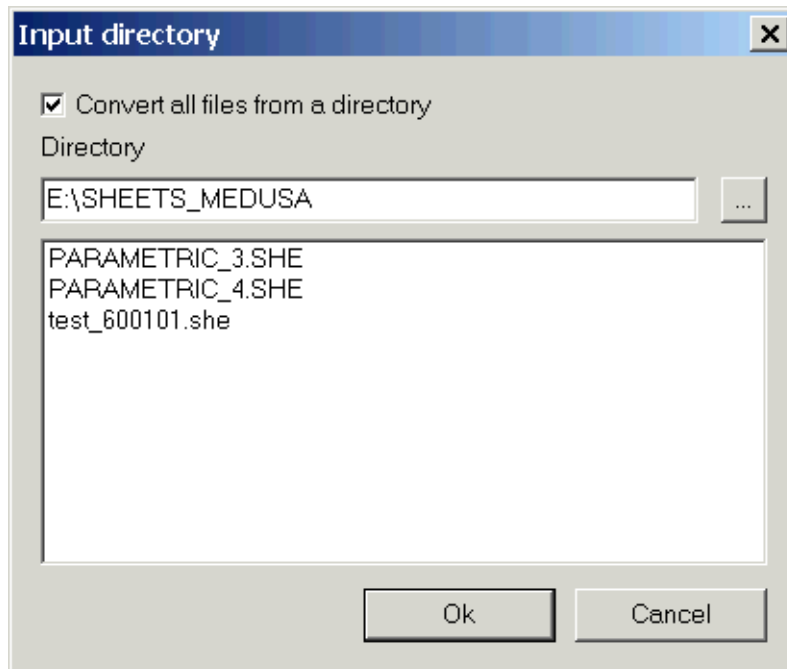 Input directory
Convert all files from a directory
Directory
E:\SHEETS_MEDUSA
...
PARAMETRIC_3.SHE
PARAMETRIC_4.SHE
test_600101.she
Ok
Cancel